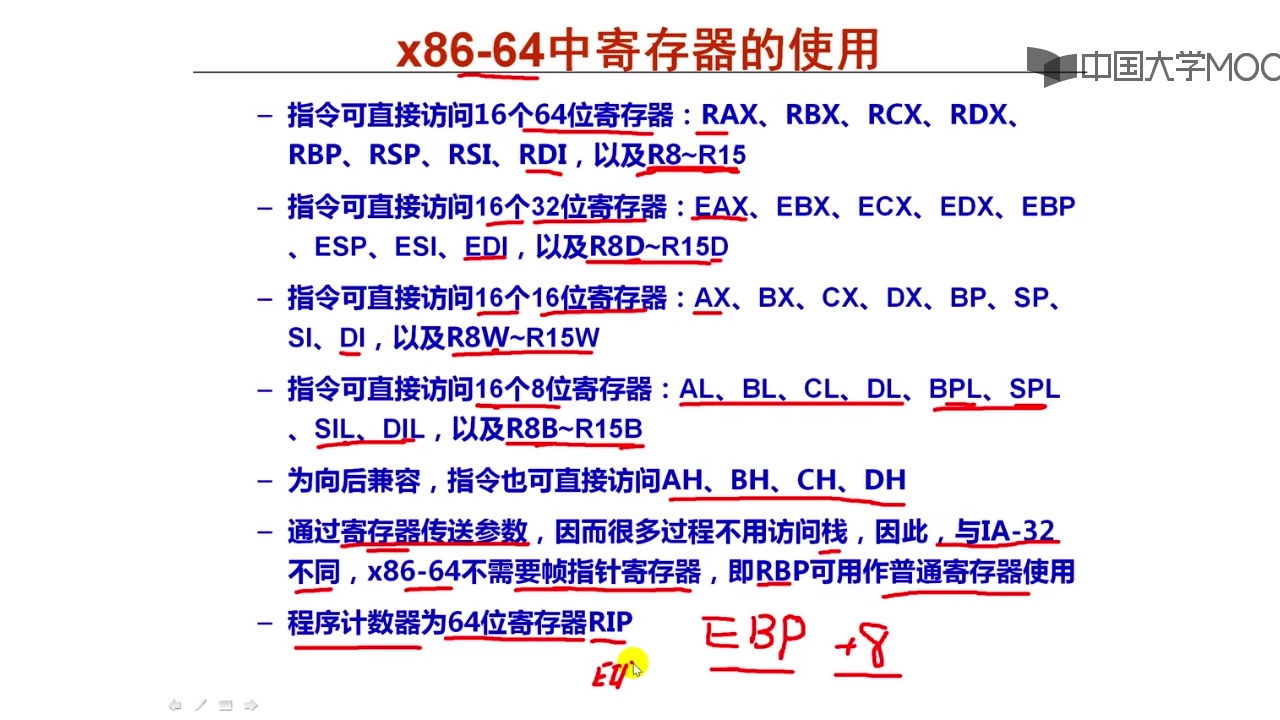 x86-64中寄存器的使用
中国大学MOO
– 指令可直接访问16个64位寄存器：RAX、RBX、RCX、RDX、
RBP、RSP、RSI、RDI，以及R8~R15
– 指令可直接访问16个32位寄存器：EAX、EBX、ECX、EDX、EBP
、ESP、ESI、EDI，以及R8D~R15D
– 指令可直接访问16个16位寄存器：AX、BX、CX、DX、BP、SP、
SI、DI，以及R8W~R15W
– 指令可直接访问16个8位寄存器：AL、BL、CL、DL、BPL、SPL
、SIL、DIL，以及R8B~R15B
– 为向后兼容，指令也可直接访问AH、BH、CH、DH
– 通过寄存器传送参数，因而很多过程不用访问栈，因此，与IA-32
不同，x86-64不需要帧指针寄存器，即RBP可用作普通寄存器使用
– 程序计数器为64位寄存器RIP
EBP +8